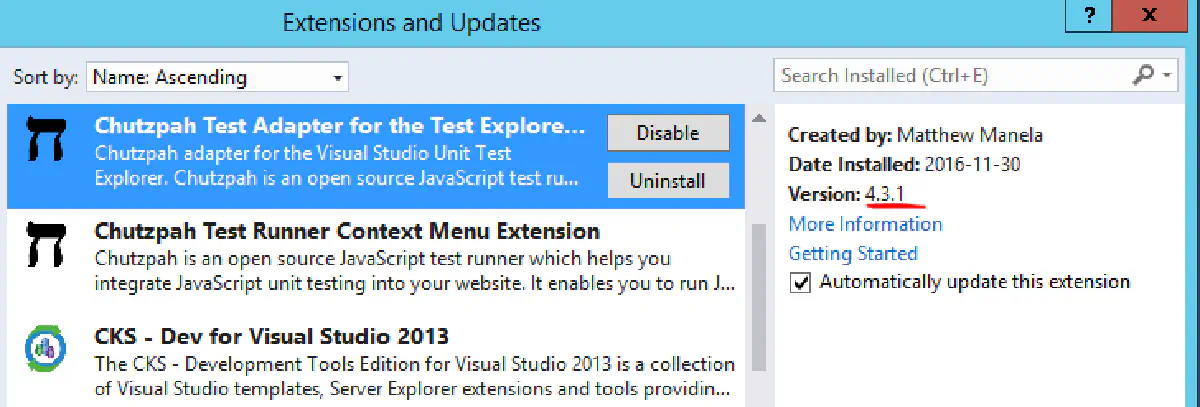 Extensions and Updates
?
x
Sort by:
Name: Ascending
Search Installed (Ctrl+E)
ח
Chutzpah Test Adapter for the Test Explore...
Chutzpah adapter for the Visual Studio Unit Test
Explorer. Chutzpah is an open source JavaScript test ru...
Disable
Uninstall
ח
Chutzpah Test Runner Context Menu Extension
Chutzpah is an open source JavaScript test runner which helps you
integrate JavaScript unit testing into your website. It enables you to run J...
CKS - Dev for Visual Studio 2013
The CKS - Development Tools Edition for Visual Studio 2013 is a collection
of Visual Studio templates, Server Explorer extensions and tools providin...
Created by: Matthew Manela
Date Installed: 2016-11-30
Version: 4.3.1
More Information
Getting Started
Automatically update this extension